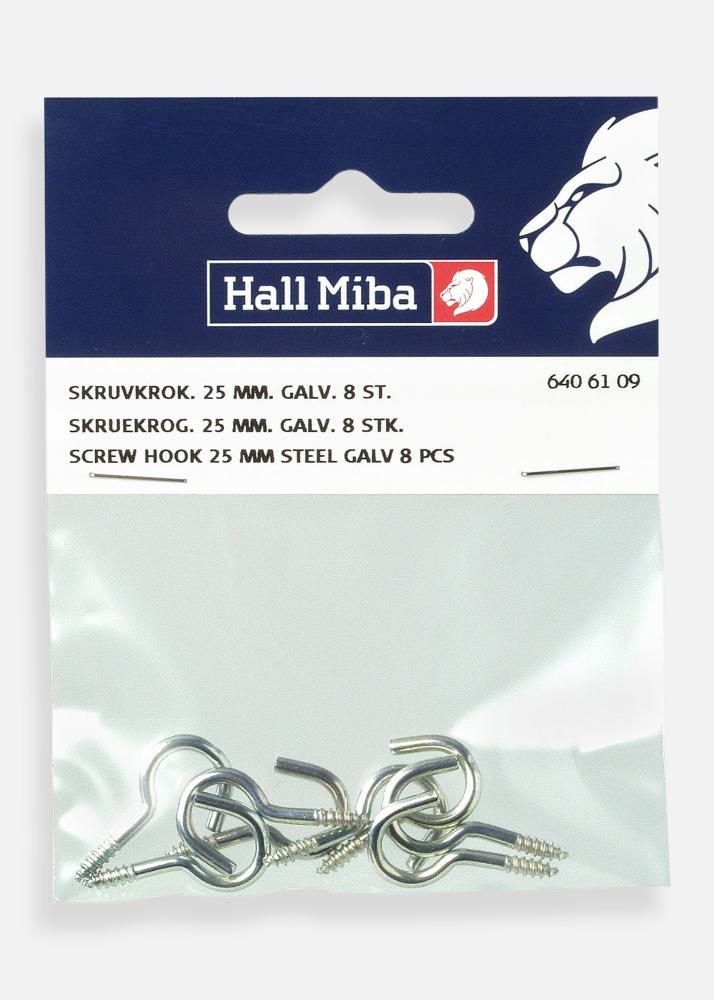 Hall Miba
640 61 09
SKRUVKROK. 25 MM. GALV. 8 ST.
SKRUEKROG. 25 MM. GALV. 8 STK.
SCREW HOOK 25 MM STEEL GALV 8 PCS